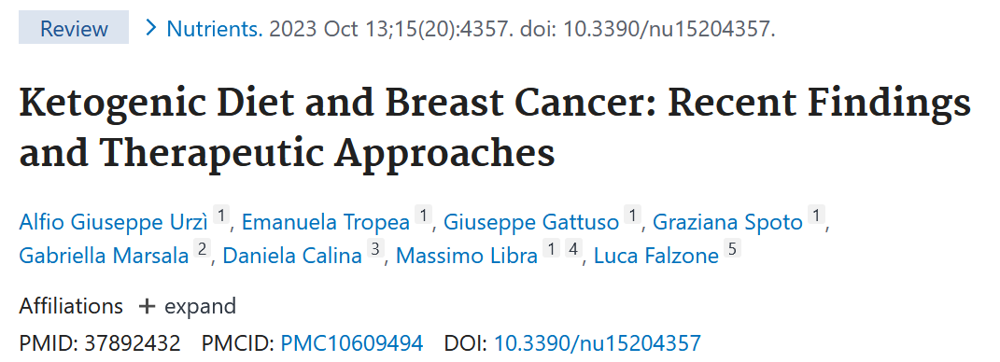 Review > Nutrients. 2023 Oct 13;15(20):4357. doi: 10.3390/nu15204357.
Ketogenic Diet and Breast Cancer: Recent Findings
and Therapeutic Approaches
Alfio Giuseppe Urzì 1, Emanuela Tropea 1, Giuseppe Gattuso 1, Graziana Spoto 1,
Gabriella Marsala 2, Daniela Calina 3, Massimo Libra 1 4, Luca Falzone 5
Affiliations + expand
PMID: 37892432 PMCID: PMC10609494 DOI: 10.3390/nu15204357